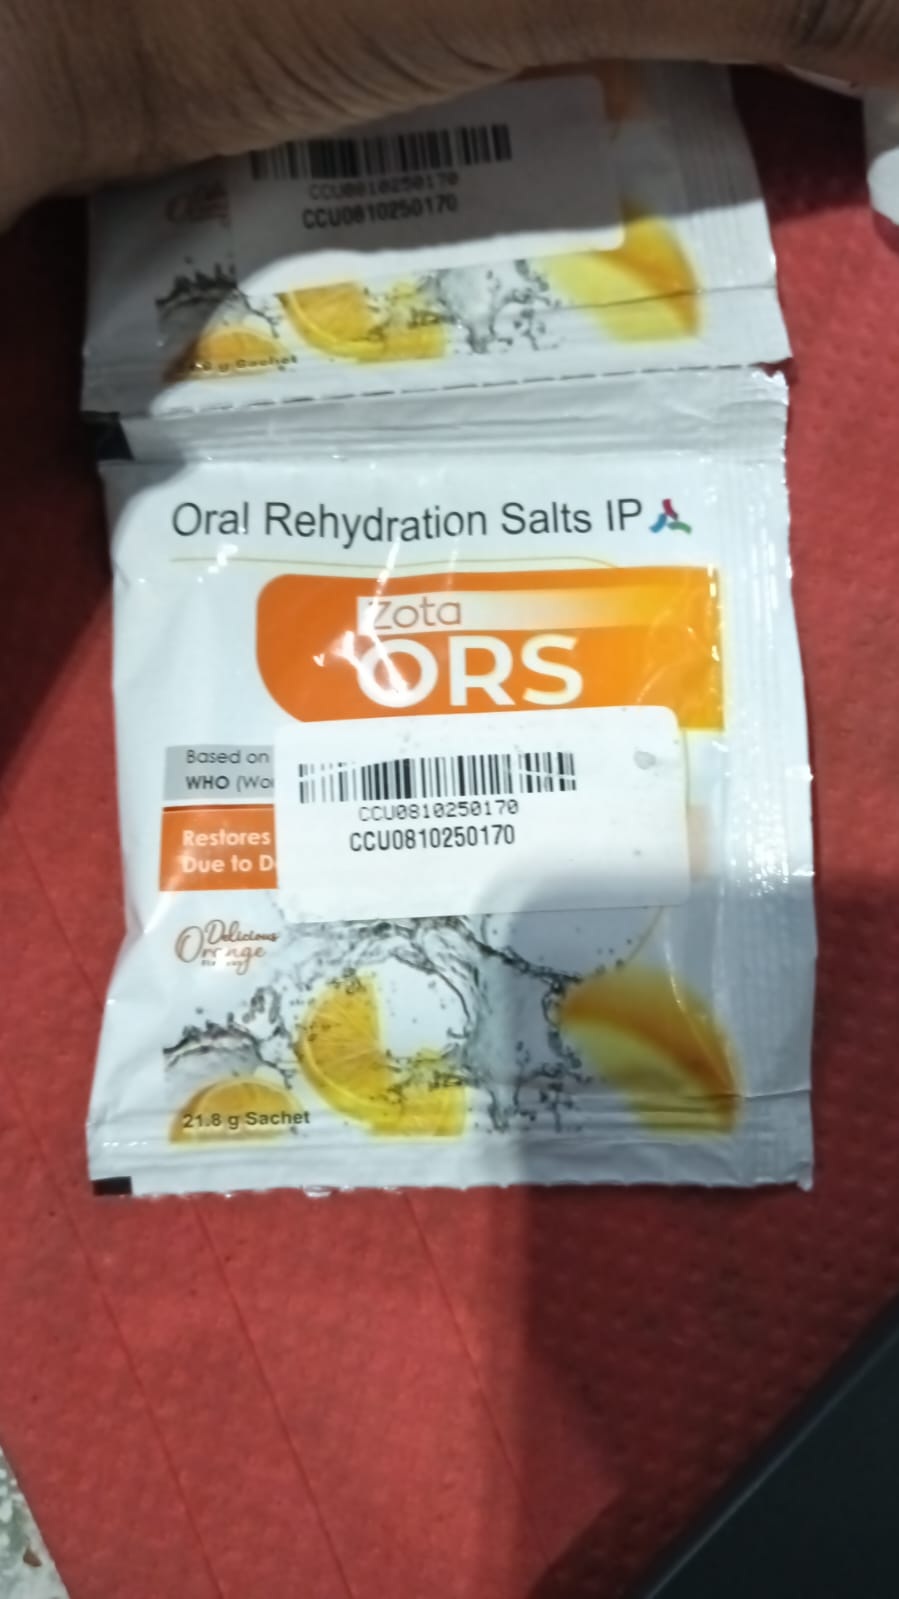 CCU0810250170
CCU0810250170
g Sachet
Oral Rehydration Salts IP
Zota
ORS
Based on
WHO
CCU0810250170
CCU0810250170
Restores
Due to
Delicious
Orange
21.8 g Sachet